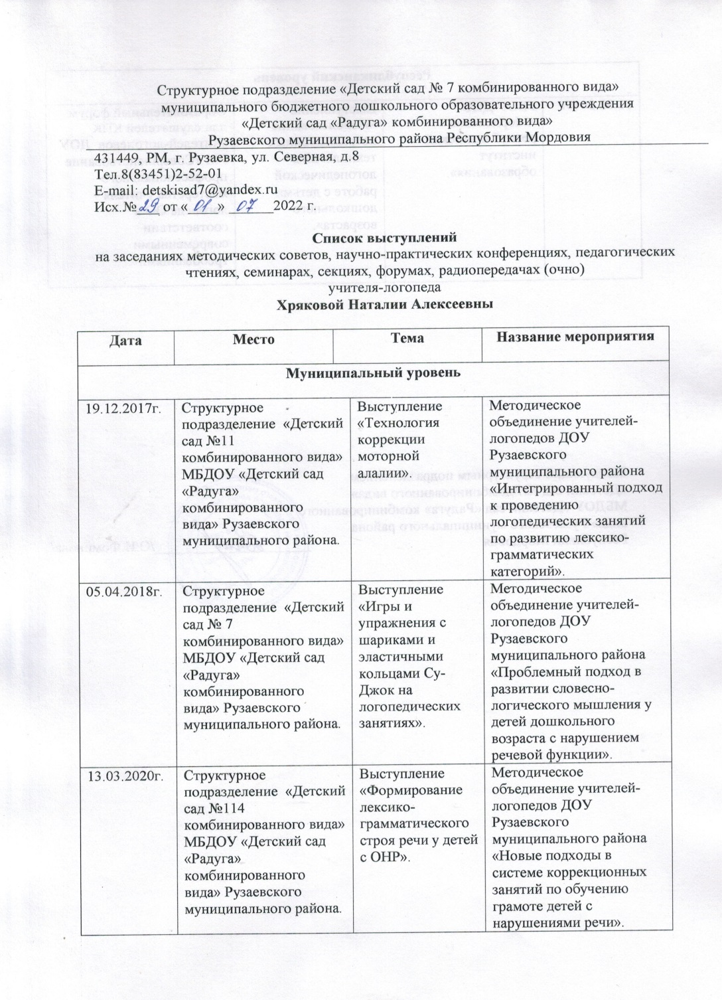 Структурное подразделение «Детский сад № 7 комбинированного вида»
муниципального бюджетного дошкольного образовательного учреждения
«Детский сад «Радуга» комбинированного вида»
Рузаевского муниципального района Республики Мордовия
431449, РМ, г. Рузаевка, ул. Северная, д.8
Тел.8(83451)2-52-01
E-mail: detskisad7@yandex.ru
Исх.№ 29 от « 01 » 07 2022 г.
Список выступлений
на заседаниях методических советов, научно-практических конференциях, педагогических
чтениях, семинарах, секциях, форумах, радиопередачах (очно)
учителя-логопеда
Хряковой Наталии Алексеевны
Дата Место Тема Название мероприятия
Муниципальный уровень
19.12.2017г.
Структурное
подразделение «Детский
сад №11
комбинированного вида»
МБДОУ «Детский сад
«Радуга»
комбинированного
вида» Рузаевского
муниципального района.
Выступление
«Технология
коррекции
моторной
алалии».
Методическое
объединение учителей-
логопедов ДОУ
Рузаевского
муниципального района
«Интегрированный подход
к проведению
логопедических занятий
по развитию лексико-
грамматических
категорий».
05.04.2018г.
Структурное
подразделение «Детский
сад № 7
комбинированного вида»
МБДОУ «Детский сад
«Радуга»
комбинированного
вида» Рузаевского
муниципального района.
Выступление
«Игры и
упражнения с
шариками и
эластичными
кольцами Су-
Джок на
логопедических
занятиях».
Методическое
объединение учителей-
логопедов ДОУ
Рузаевского
муниципального района
«Проблемный подход в
развитии словесно-
логического мышления у
детей дошкольного
возраста с нарушением
речевой функции».
13.03.2020г.
Структурное
подразделение «Детский
сад №114
комбинированного вида»
МБДОУ «Детский сад
«Радуга»
комбинированного
вида» Рузаевского
муниципального района.
Выступление
«Формирование
лексико-
грамматического
строя речи у детей
с ОНР».
Методическое
объединение учителей-
логопедов ДОУ
Рузаевского
муниципального района
«Новые подходы в
системе коррекционных
занятий по обучению
грамоте детей с
нарушениями речи».